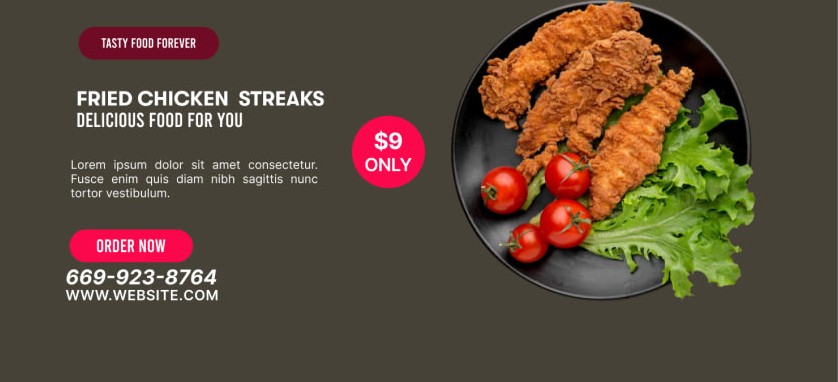 TASTY FOOD FOREVER
FRIED CHICKEN STREAKS
DELICIOUS FOOD FOR YOU
$9
ONLY
Lorem ipsum dolor sit amet consectetur.
Fusce enim quis diam nibh sagittis nunc
tortor vestibulum.
ORDER NOW
669-923-8764
WWW.WEBSITE.COM